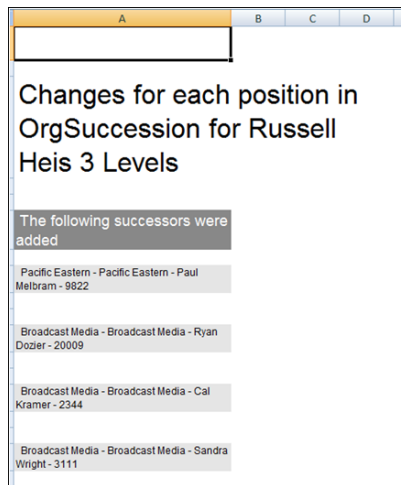 A B C D
Changes for each position in
OrgSuccession for Russell
Heis 3 Levels
The following successors were
added
Pacific Eastern - Pacific Eastern - Paul
Melbram - 9822
Broadcast Media - Broadcast Media - Ryan
Dozier - 20009
Broadcast Media - Broadcast Media - Cal
Kramer - 2344
Broadcast Media - Broadcast Media - Sandra
Wright - 3111